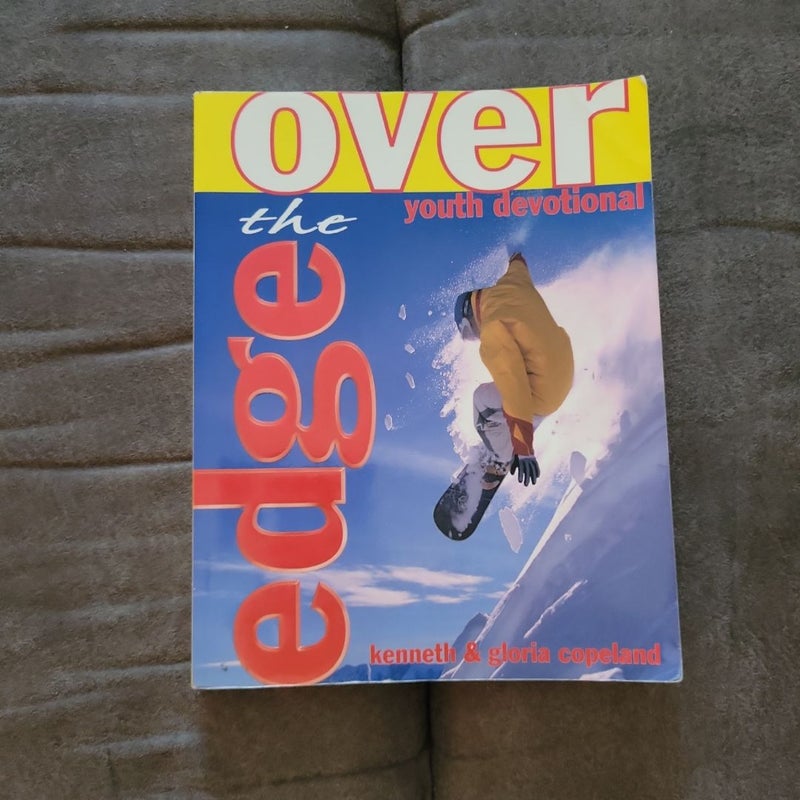 over
the
edge
youth devotional
kenneth & gloria copeland